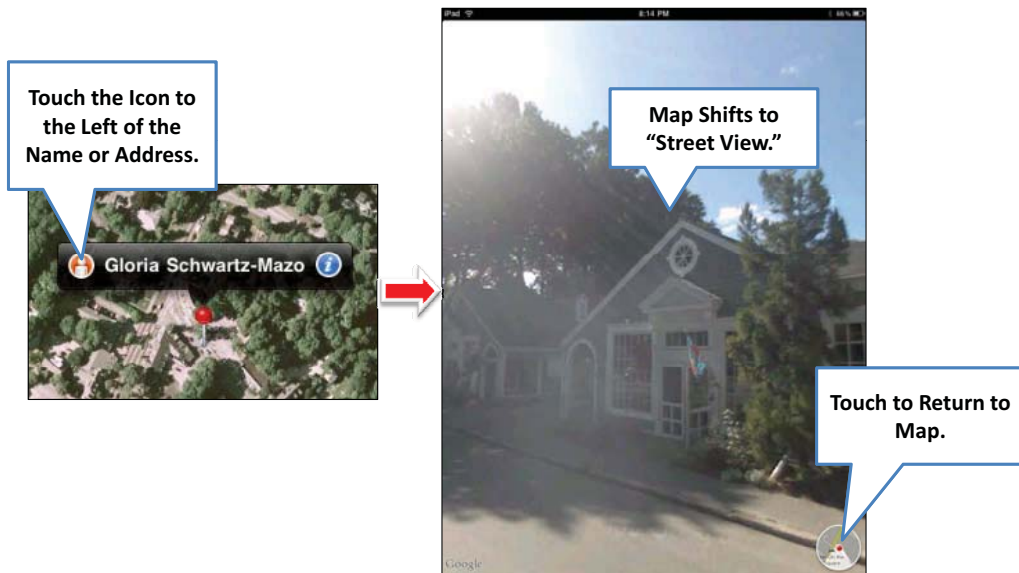 Touch the Icon to
the Left of the
Name or Address.
Gloria Schwartz-Mazo
iPad 8:14 PM 66%
Map Shifts to
“Street View.”
Touch to Return to
Map.
Google